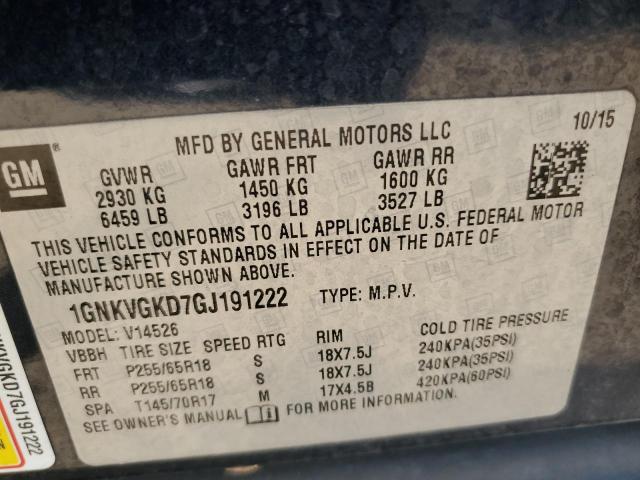 GM
MFD BY GENERAL MOTORS LLC 10/15
GVWR GAWR FRT GAWR RR
2930 KG 1450 KG 1600 KG
6459 LB 3196 LB 3527 LB
THIS VEHICLE CONFORMS TO ALL APPLICABLE U.S. FEDERAL MOTOR
VEHICLE SAFETY STANDARDS IN EFFECT ON THE DATE OF
MANUFACTURE SHOWN ABOVE.
1GNKVGKD7GJ191222 TYPE: M.P.V.
MODEL: V14526
VBBH TIRE SIZE SPEED RTG RIM COLD TIRE PRESSURE
FRT P255/65R18 S 18X7.5J 240KPA(35PSI)
RR P255/65R18 S 18X7.5J 240KPA(35PSI)
SPA T145/70R17 M 17X4.5B 420KPA(60PSI)
SEE OWNER'S MANUAL FOR MORE INFORMATION.
KVGKD7GJ191222